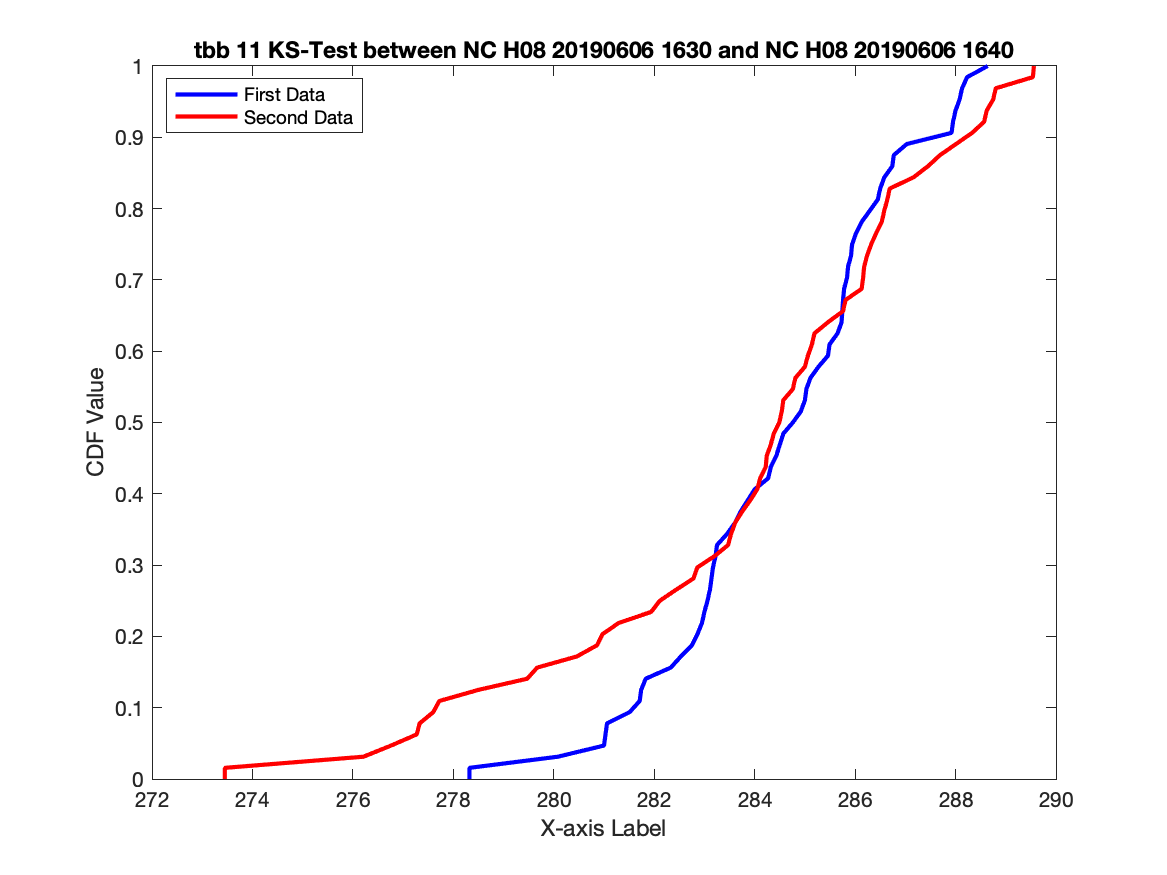 tbb 11 KS-Test between NC H08 20190606 1630 and NC H08 20190606 1640
First Data
Second Data
1
0.9
0.8
0.7
0.6
0.5
0.4
0.3
0.2
0.1
0
CDF Value
272 274 276 278 280 282 284 286 288 290
X-axis Label